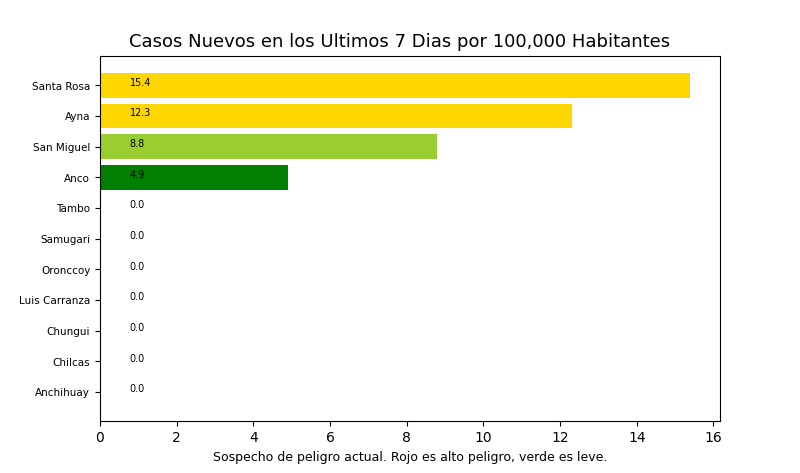 Casos Nuevos en los Ultimos 7 Dias por 100,000 Habitantes
Santa Rosa 15.4
Ayna 12.3
San Miguel 8.8
Anco 4.9
Tambo 0.0
Samugari 0.0
Oronccoy 0.0
Luis Carranza 0.0
Chungui 0.0
Chilcas 0.0
Anchihuay 0.0
0 2 4 6 8 10 12 14 16
Sospecho de peligro actual. Rojo es alto peligro, verde es leve.